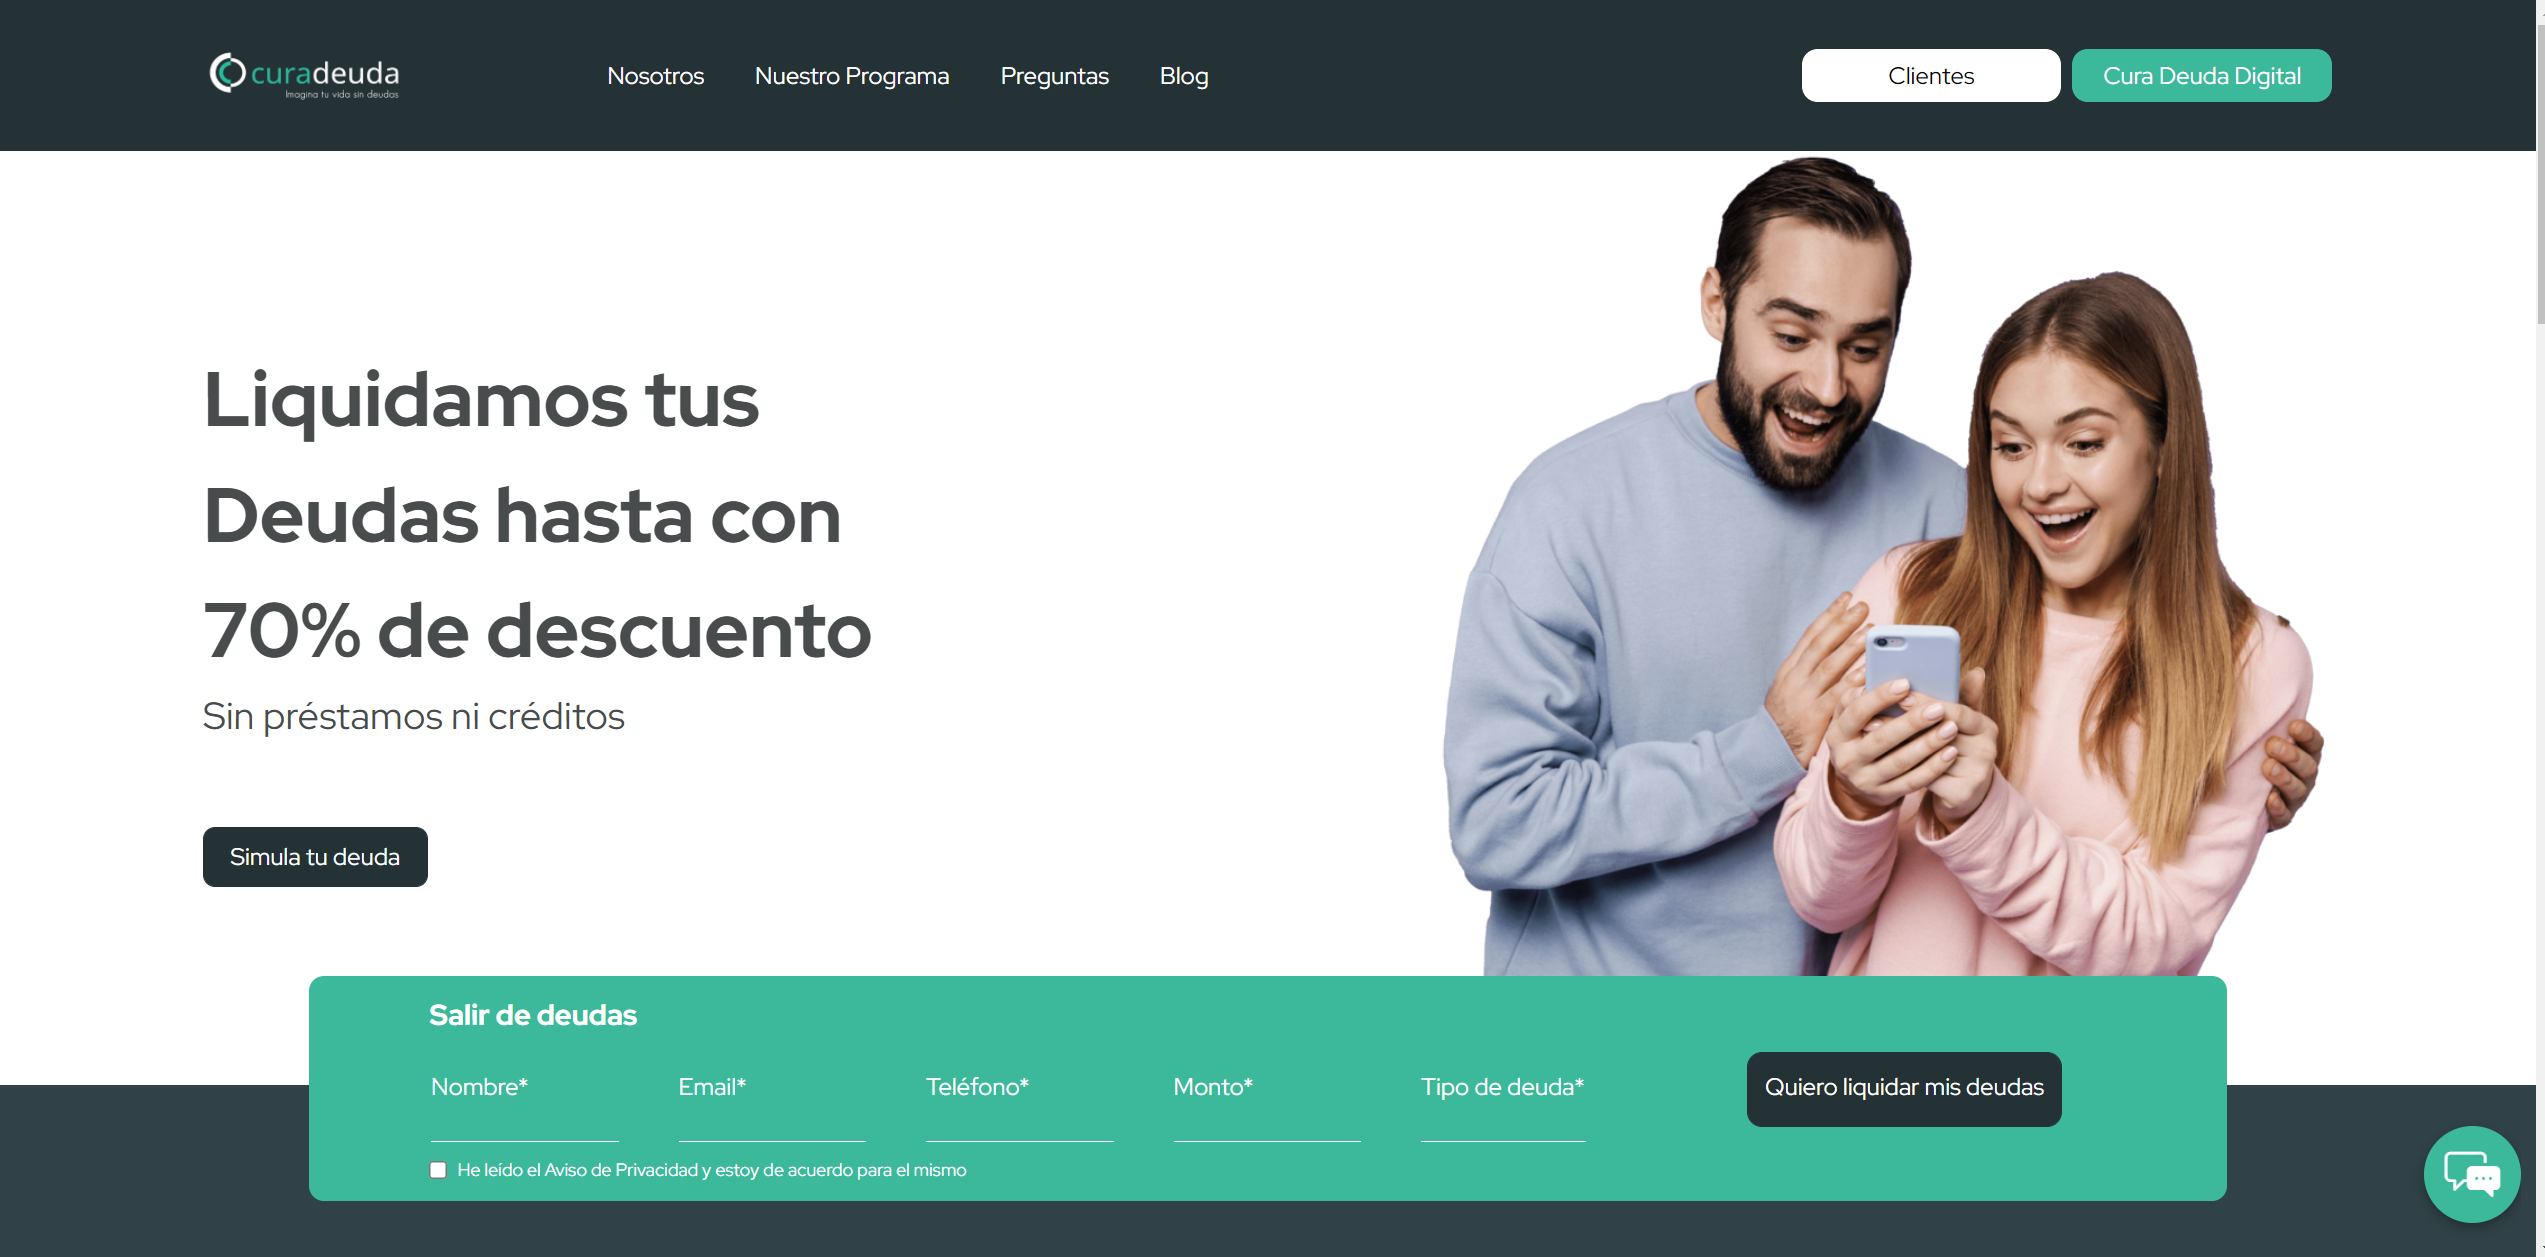 curadeuda
Imagina tu vida sin deudas
Nosotros
Nuestro Programa
Preguntas
Blog
Clientes
Cura Deuda Digital
Liquidamos tus
Deudas hasta con
70% de descuento
Sin préstamos ni créditos
Simula tu deuda
Salir de deudas
Nombre*
Email*
Teléfono*
Monto*
Tipo de deuda*
Quiero liquidar mis deudas
He leído el Aviso de Privacidad y estoy de acuerdo para el mismo